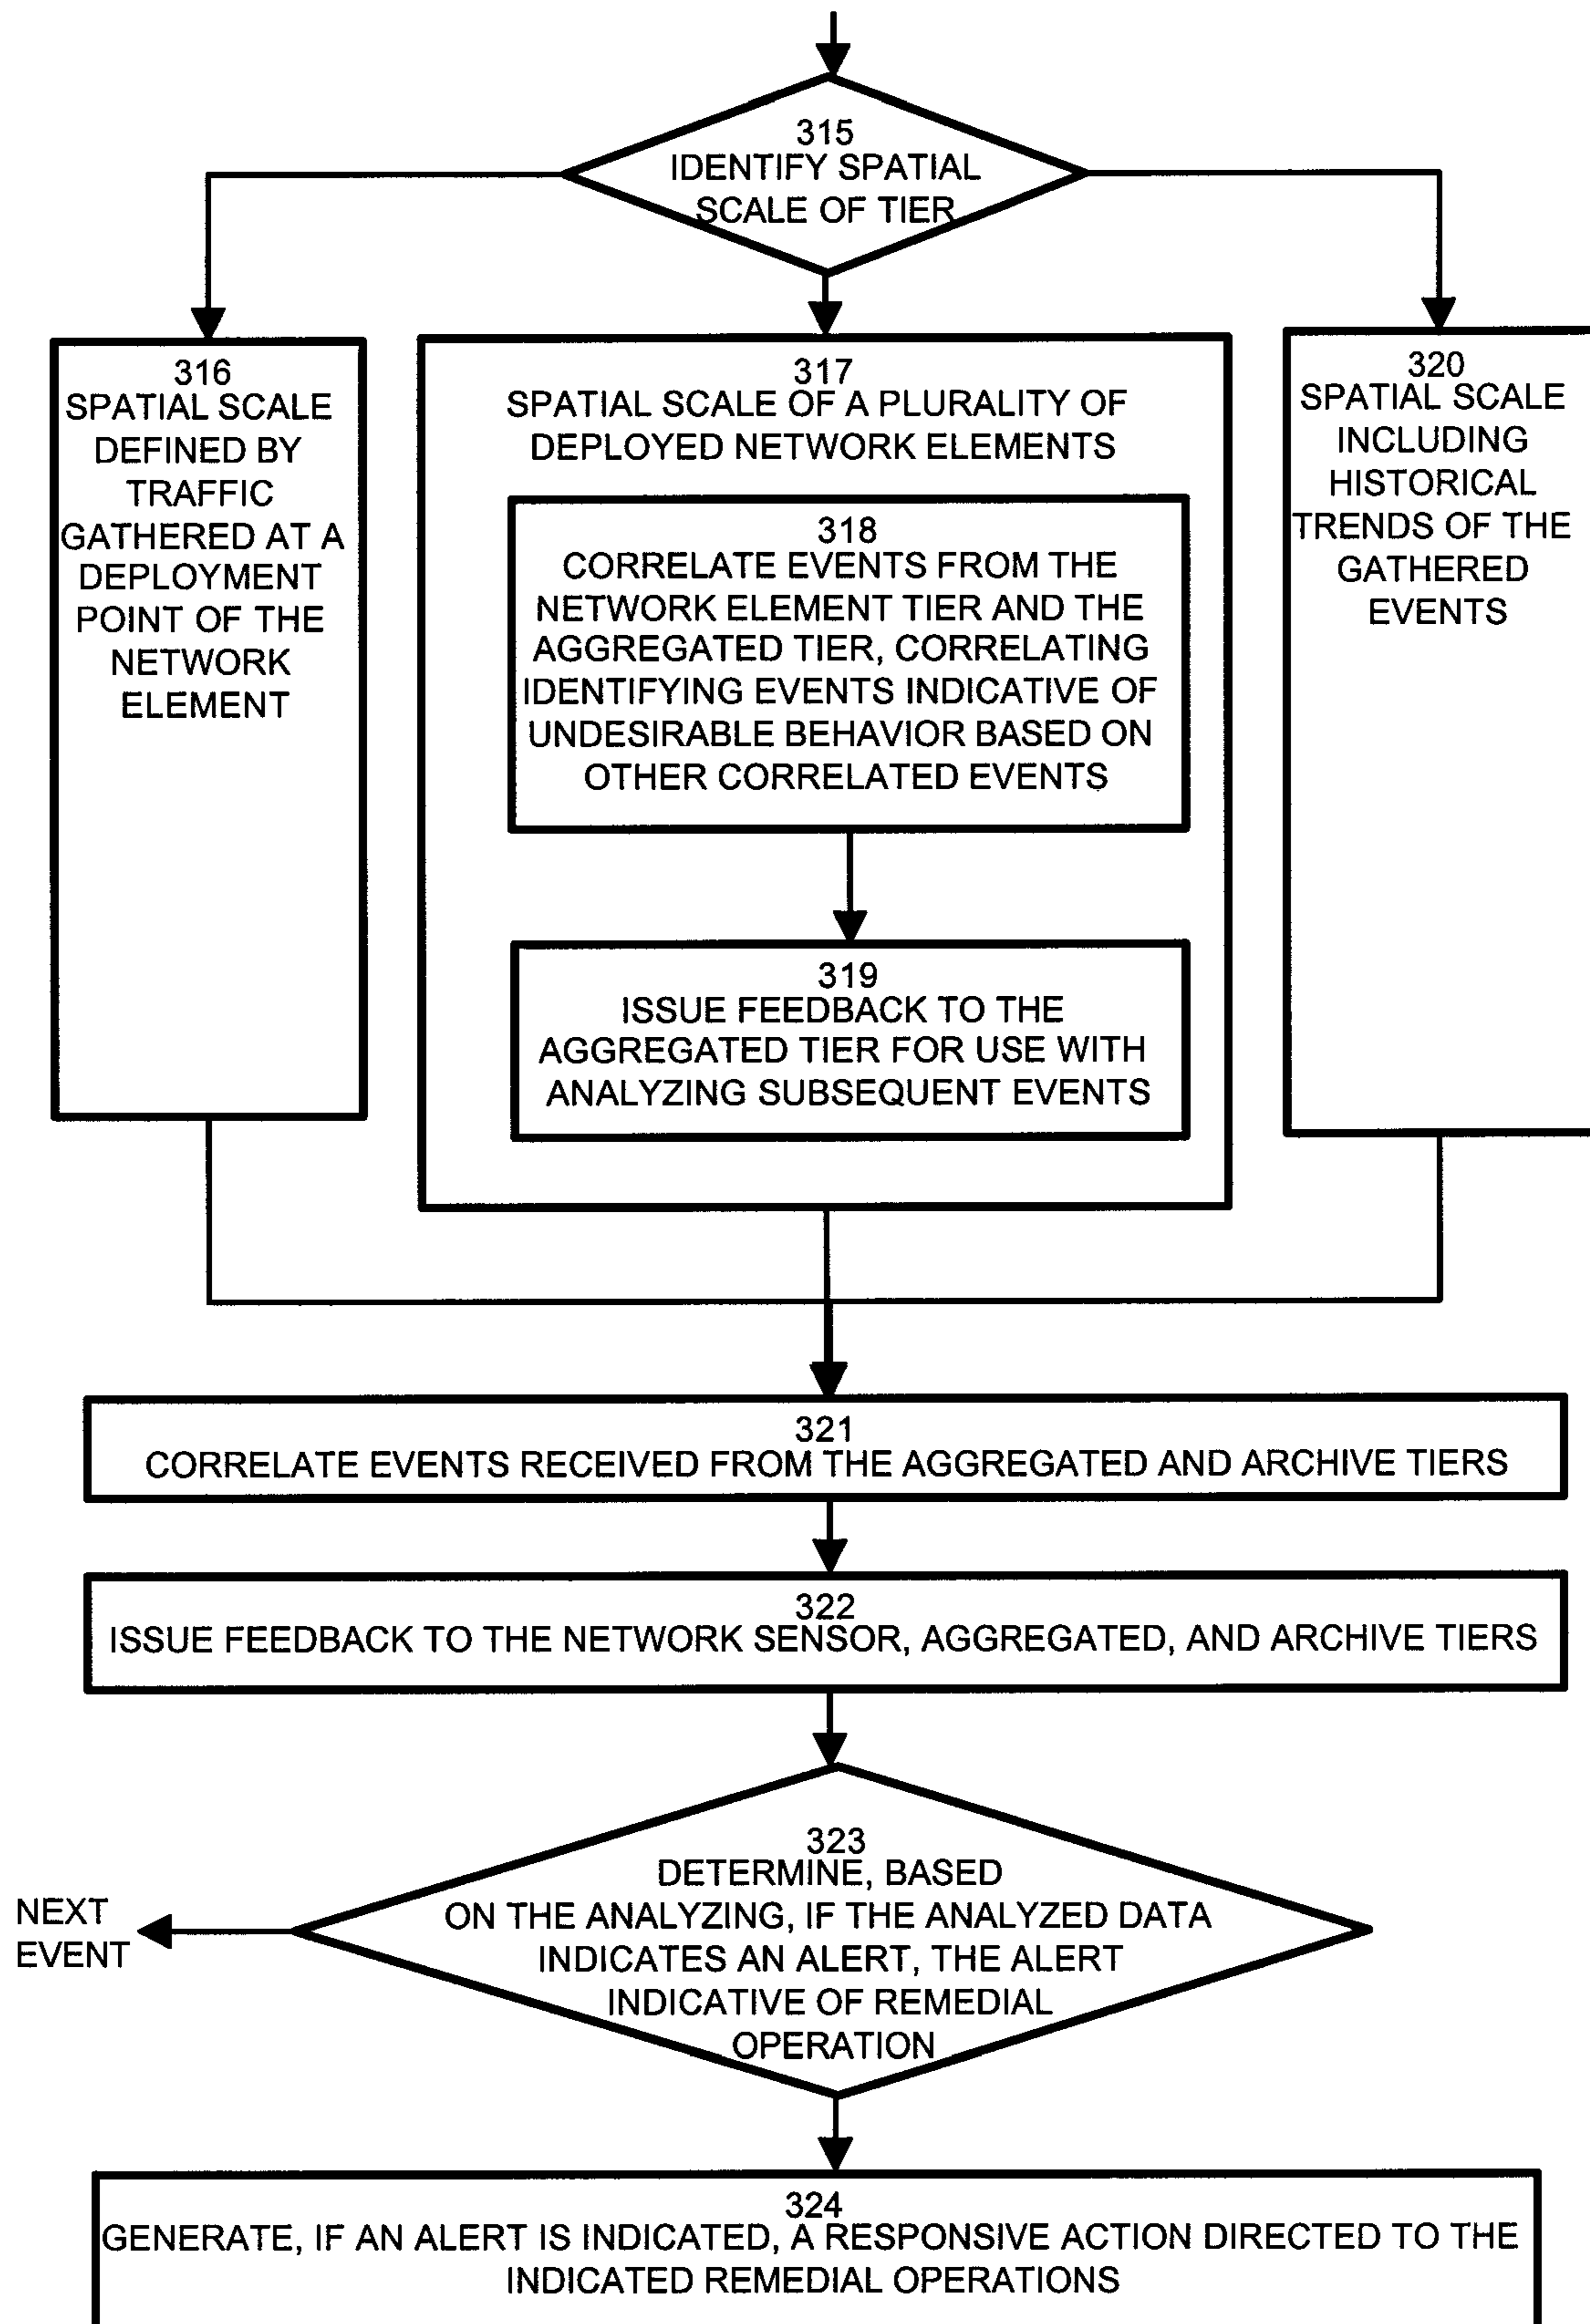 315
IDENTIFY SPATIAL
SCALE OF TIER
316
SPATIAL SCALE
DEFINED BY
TRAFFIC
GATHERED AT A
DEPLOYMENT
POINT OF THE
NETWORK
ELEMENT
317
SPATIAL SCALE OF A PLURALITY OF
DEPLOYED NETWORK ELEMENTS
318
CORRELATE EVENTS FROM THE
NETWORK ELEMENT TIER AND THE
AGGREGATED TIER, CORRELATING
IDENTIFYING EVENTS INDICATIVE OF
UNDESIRABLE BEHAVIOR BASED ON
OTHER CORRELATED EVENTS
319
ISSUE FEEDBACK TO THE
AGGREGATED TIER FOR USE WITH
ANALYZING SUBSEQUENT EVENTS
320
SPATIAL SCALE
INCLUDING
HISTORICAL
TRENDS OF THE
GATHERED
EVENTS
321
CORRELATE EVENTS RECEIVED FROM THE AGGREGATED AND ARCHIVE TIERS
322
ISSUE FEEDBACK TO THE NETWORK SENSOR, AGGREGATED, AND ARCHIVE TIERS
323
DETERMINE, BASED
ON THE ANALYZING, IF THE ANALYZED DATA
INDICATES AN ALERT, THE ALERT
INDICATIVE OF REMEDIAL
OPERATION
NEXT
EVENT
324
GENERATE, IF AN ALERT IS INDICATED, A RESPONSIVE ACTION DIRECTED TO THE
INDICATED REMEDIAL OPERATIONS